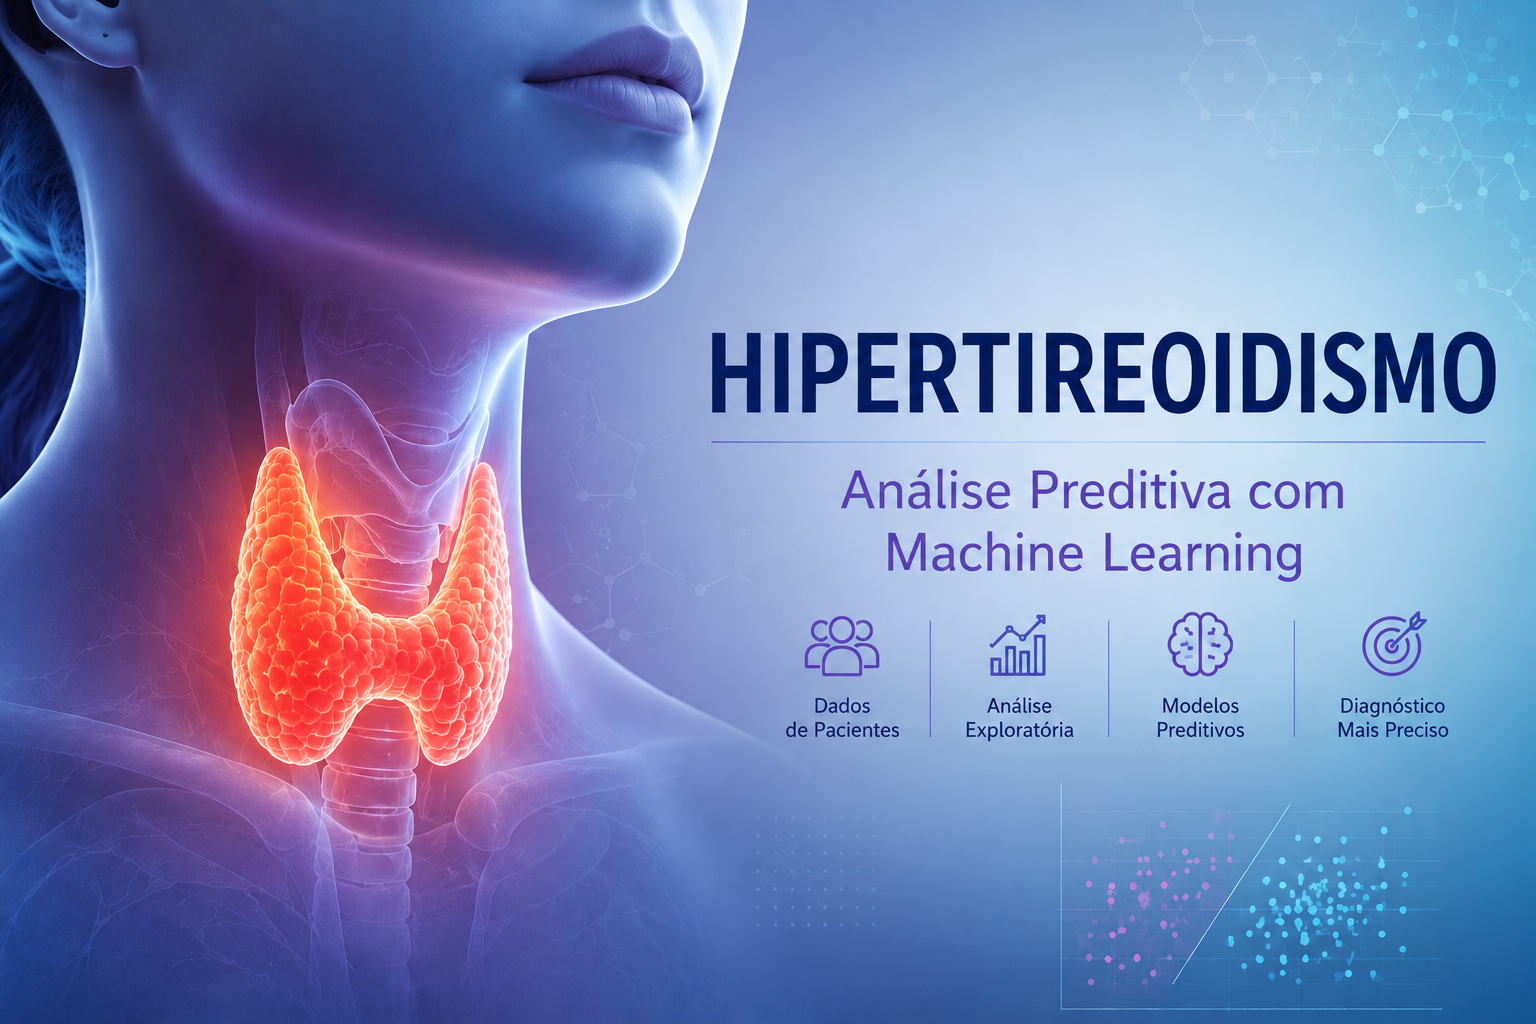 HIPERTIREOIDISMO
Análise Preditiva com
Machine Learning
Dados
de Pacientes
Análise
Exploratória
Modelos
Preditivos
Diagnóstico
Mais Preciso